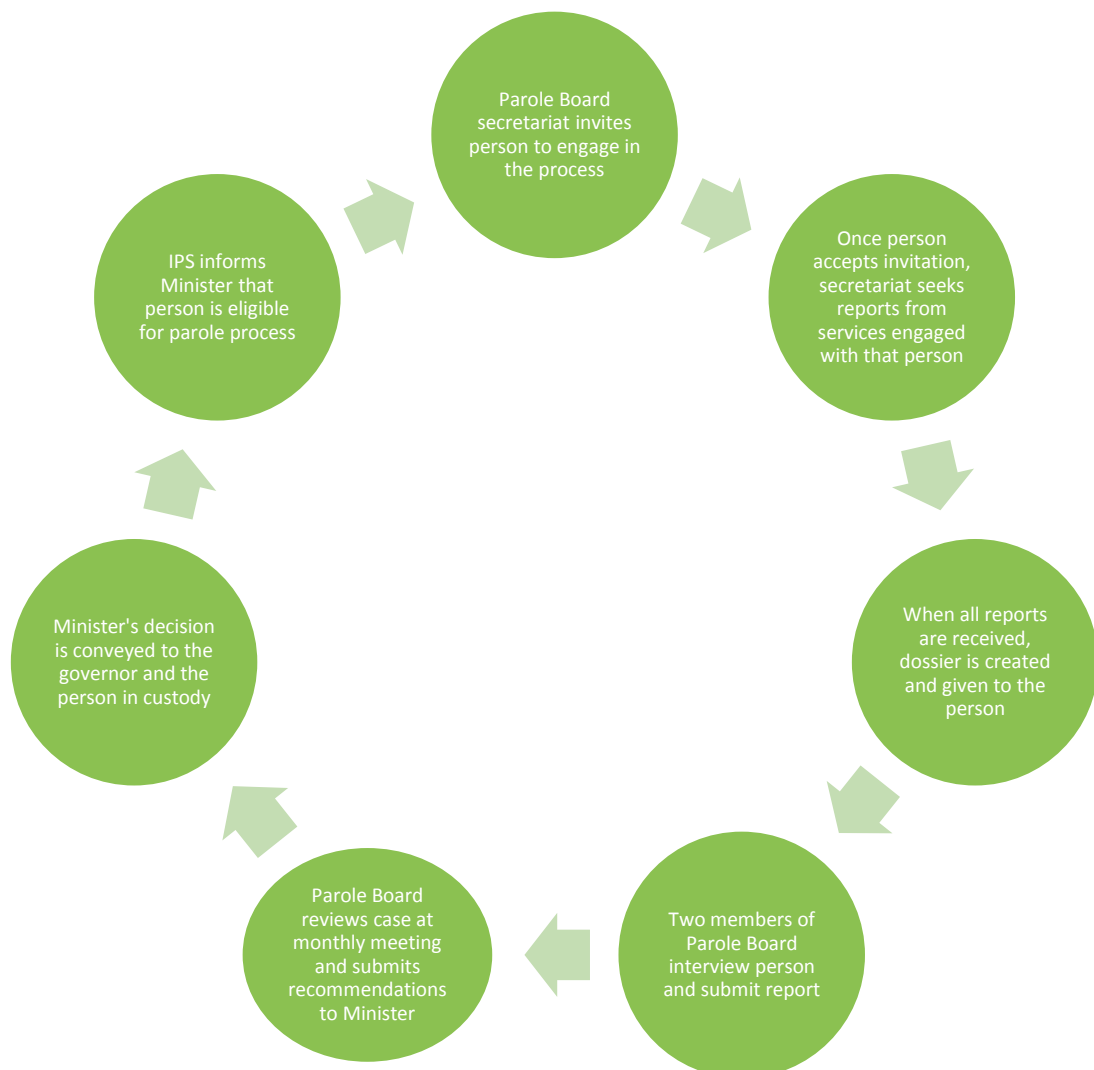 Parole Board
secretariat invites
person to engage in
the process
Once person
accepts invitation,
secretariat seeks
reports from
services engaged
with that person
When all reports
are received,
dossier is created
and given to the
person
Two members of
Parole Board
interview person
and submit report
Parole Board
reviews case at
monthly meeting
and submits
recommendations
to Minister
Minister's decision
is conveyed to the
governor and the
person in custody
IPS informs
Minister that
person is eligible
for parole process